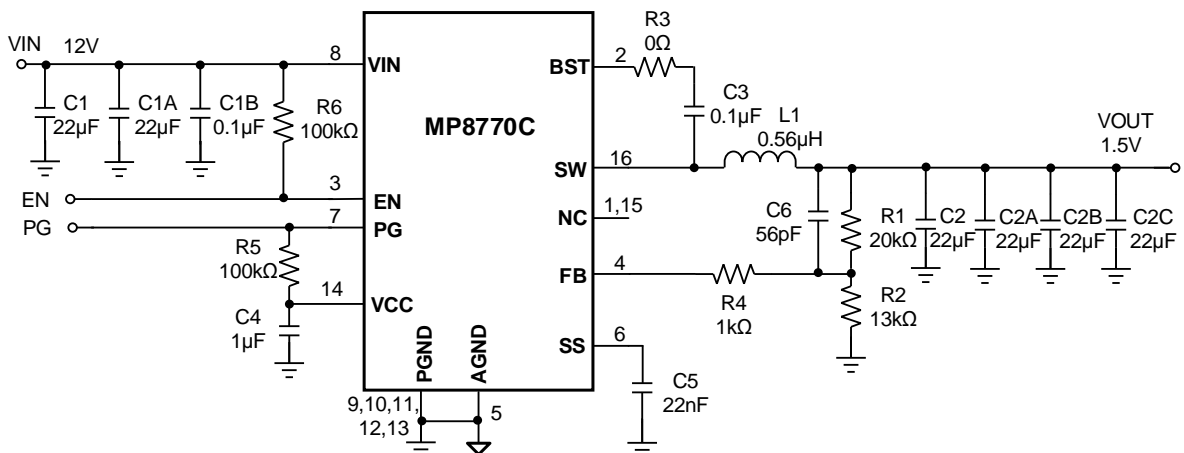 VIN 12V
8
VIN
C1
22µF
C1A
22µF
C1B
0.1µF
R6
100kΩ
EN
3
EN
PG
7
PG
R5
100kΩ
14
VCC
C4
1µF
MP8770C
PGND
AGND
9,10,11,
12,13
5
BST
2
R3
0Ω
C3
0.1µF
L1
0.56µH
SW
16
NC
1,15
FB
4
R4
1kΩ
SS
6
C5
22nF
C6
56pF
R1
20kΩ
R2
13kΩ
C2
22µF
C2A
22µF
C2B
22µF
C2C
22µF
VOUT
1.5V